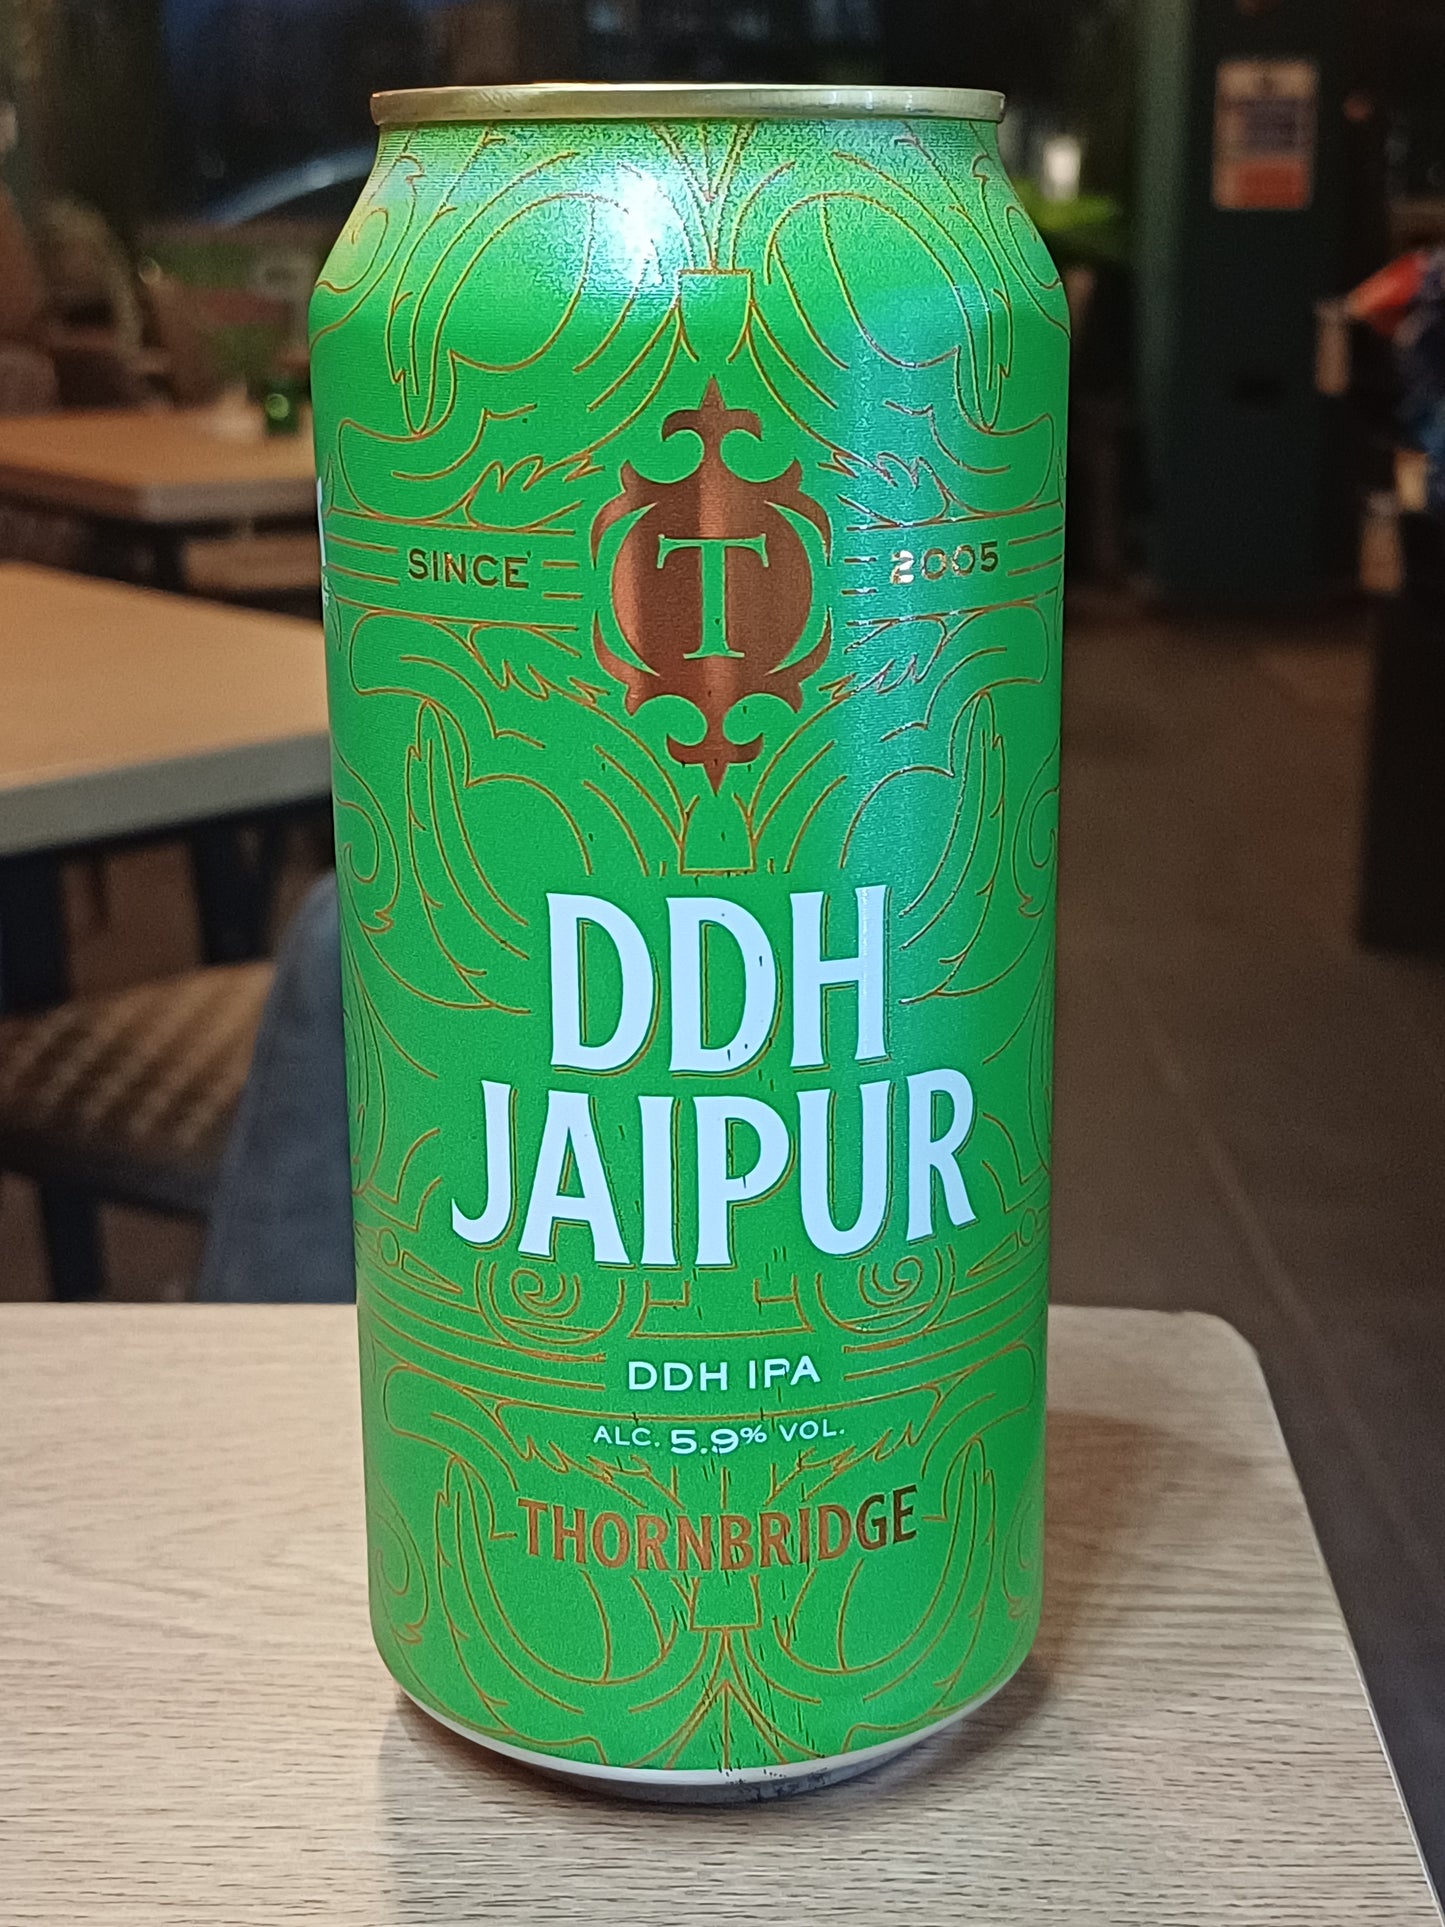 SINCE T 2005
DDH
JAIPUR
DDH IPA
ALC. 5.9% VOL.
THORNBRIDGE